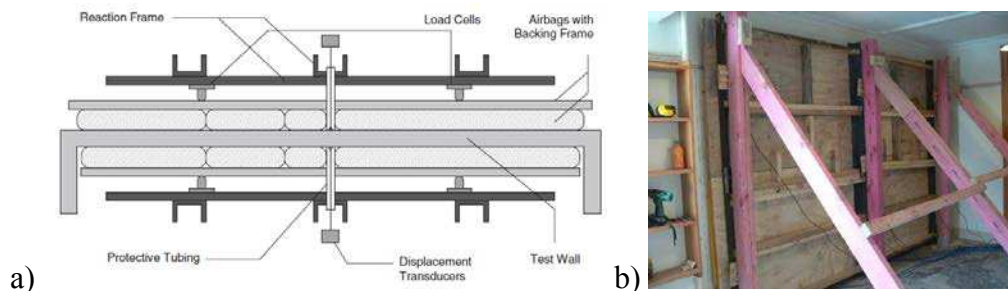 Reaction Frame
Load Cells
Airbags with
Backing Frame
Protective Tubing
Displacement
Transducers
Test Wall
a)
b)